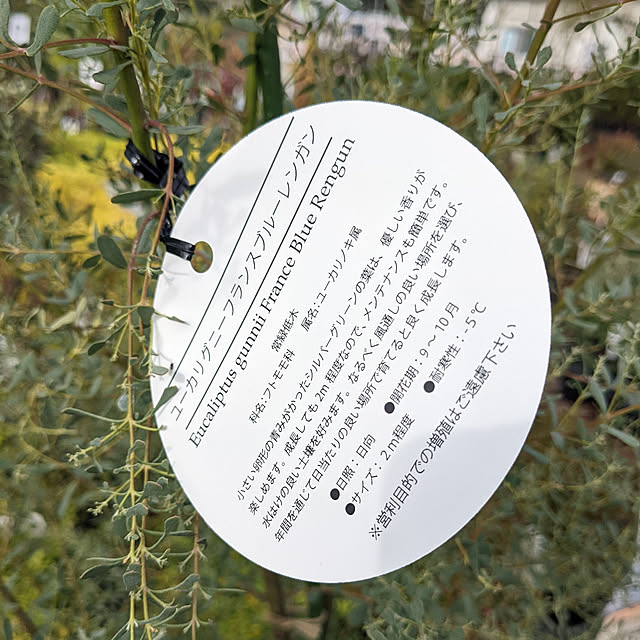 ユーカリグニーフランスブルーレンガン
Eucaliptus gunnii France Blue Rengun
常緑低木
科名：フトモモ科　属名：ユーカリノキ属
小さい卵形の青みがかったシルバーグリーンの葉は、優しい香りが
楽しめます。成長しても2m程度なので、メンテナンスも簡単です。
水はけの良い土壌を好みます。なるべく風通しの良い場所を選び、
年間を通じて日当たりの良い場所で育てると良く成長します。
●日照：日向　●開花期：9～10月
●サイズ：2m程度　●耐寒性：-5℃
※営利目的での増殖はご遠慮下さい